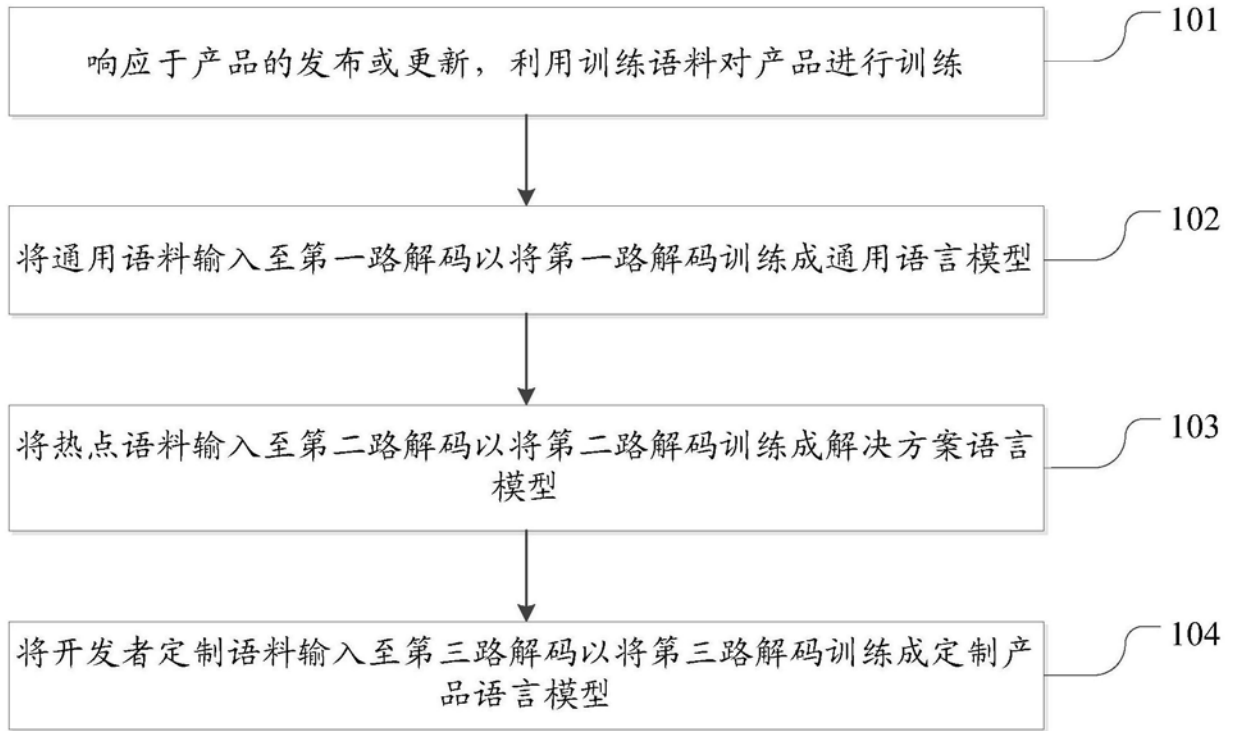 响应于产品的发布或更新，利用训练语料对产品进行训练
101
将通用语料输入至第一路解码以将第一路解码训练成通用语言模型
102
将热点语料输入至第二路解码以将第二路解码训练成解决方案语言
模型
103
将开发者定制语料输入至第三路解码以将第三路解码训练成定制产
品语言模型
104